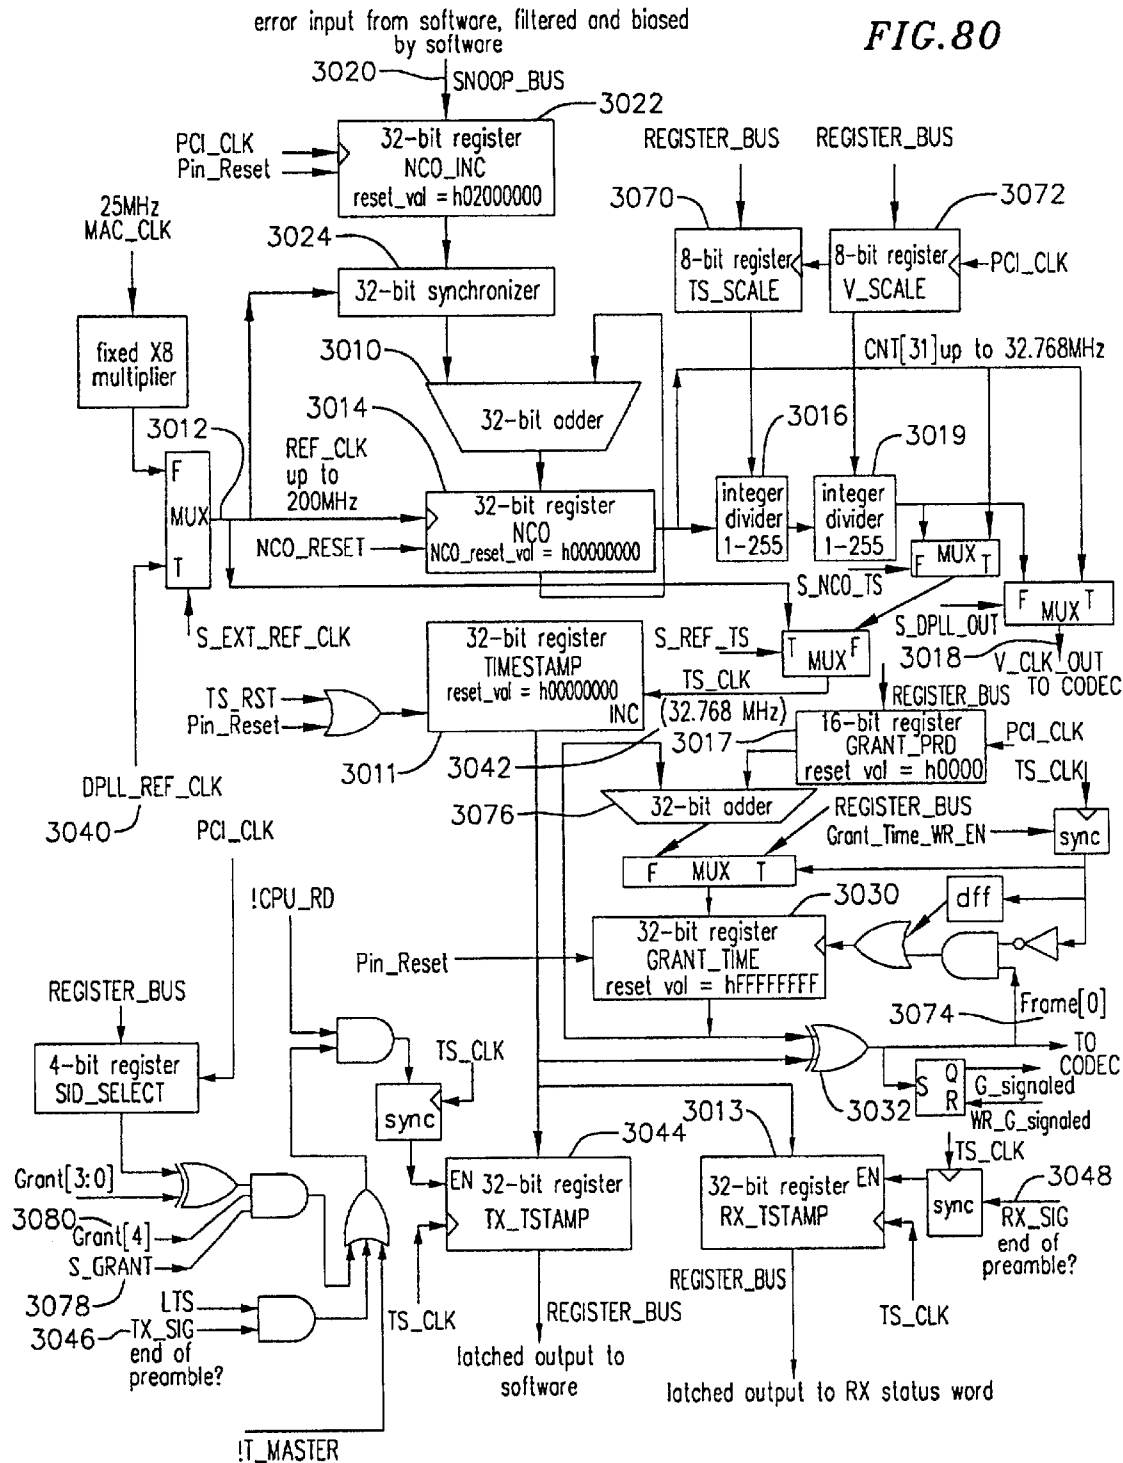 error input from software, filtered and biased
by software
FIG.80
3020
SNOOP_BUS
3022
32-bit register
NCO_INC
reset_val = h02000000
PCI_CLK
Pin_Reset
REGISTER_BUS
REGISTER_BUS
3070
3072
25MHz
MAC_CLK
3024
32-bit synchronizer
8-bit register
TS_SCALE
8-bit register
V_SCALE
PCI_CLK
fixed X8
multiplier
3010
32-bit adder
CNT[31]up to 32.768MHz
3014
3012
3016
3019
REF_CLK
up to
200MHz
F
MUX
T
32-bit register
NCO
NCO_reset_val = h00000000
NCO_RESET
integer
divider
1-255
integer
divider
1-255
F MUX T
S_NCO_TS
F MUX T
S_DPLL_OUT
S_EXT_REF_CLK
S_REF_TS
T MUX F
3018
V_CLK_OUT
TO CODEC
32-bit register
TIMESTAMP
reset_val = h00000000
INC
TS_CLK
(32.768 MHz)
TS_RST
Pin_Reset
REGISTER_BUS
3017
16-bit register
GRANT_PRD
reset val = h0000
PCI_CLK
TS_CLK
3011
3042
DPLL_REF_CLK
3040
3076
32-bit adder
REGISTER_BUS
Grant_Time_WR_EN
sync
PCI_CLK
F MUX T
!CPU_RD
3030
dff
32-bit register
GRANT_TIME
reset val = hFFFFFFFF
Pin_Reset
REGISTER_BUS
3074
Frame[0]
4-bit register
SID_SELECT
TS_CLK
sync
TO
CODEC
S Q
R
G_signaled
WR_G_signaled
3032
3013
3044
TS_CLK
Grant[3:0]
EN 32-bit register
TX_TSTAMP
32-bit register EN
RX_TSTAMP
sync
3048
RX_SIG
end of
preamble?
3080
Grant[4]
S_GRANT
3078
LTS
3046
TX_SIG
end of
preamble?
TS_CLK
REGISTER_BUS
REGISTER_BUS
TS_CLK
latched output to
software
latched output to RX status word
!T_MASTER